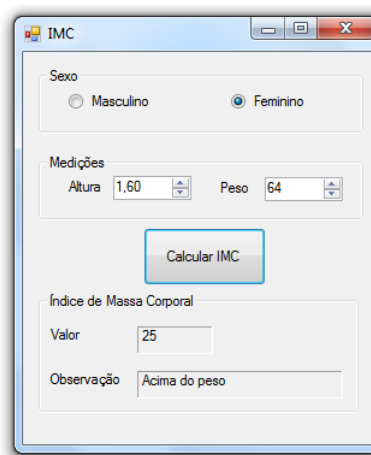 IMC
Sexo
Masculino Feminino
Medições
Altura 1,60 Peso 64
Calcular IMC
Índice de Massa Corporal
Valor 25
Observação Acima do peso